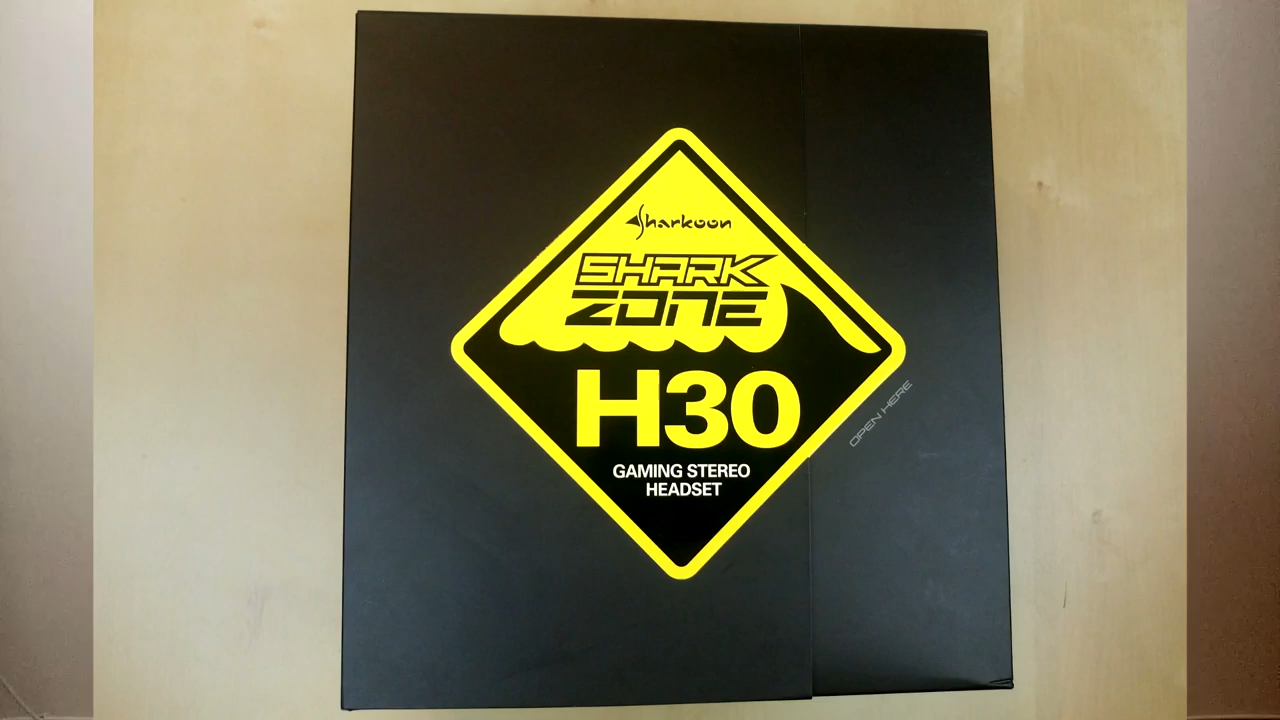 Sharkoon
SHARK
ZONE
H30
GAMING STEREO
HEADSET
OPEN HERE